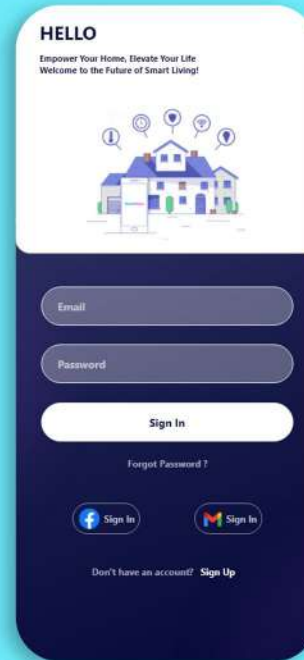 HELLO
Empower Your Home, Elevate Your Life
Welcome to the Future of Smart Living!
Email
Password
Sign In
Forgot Password ?
Sign In
Sign In
Don't have an account? Sign Up